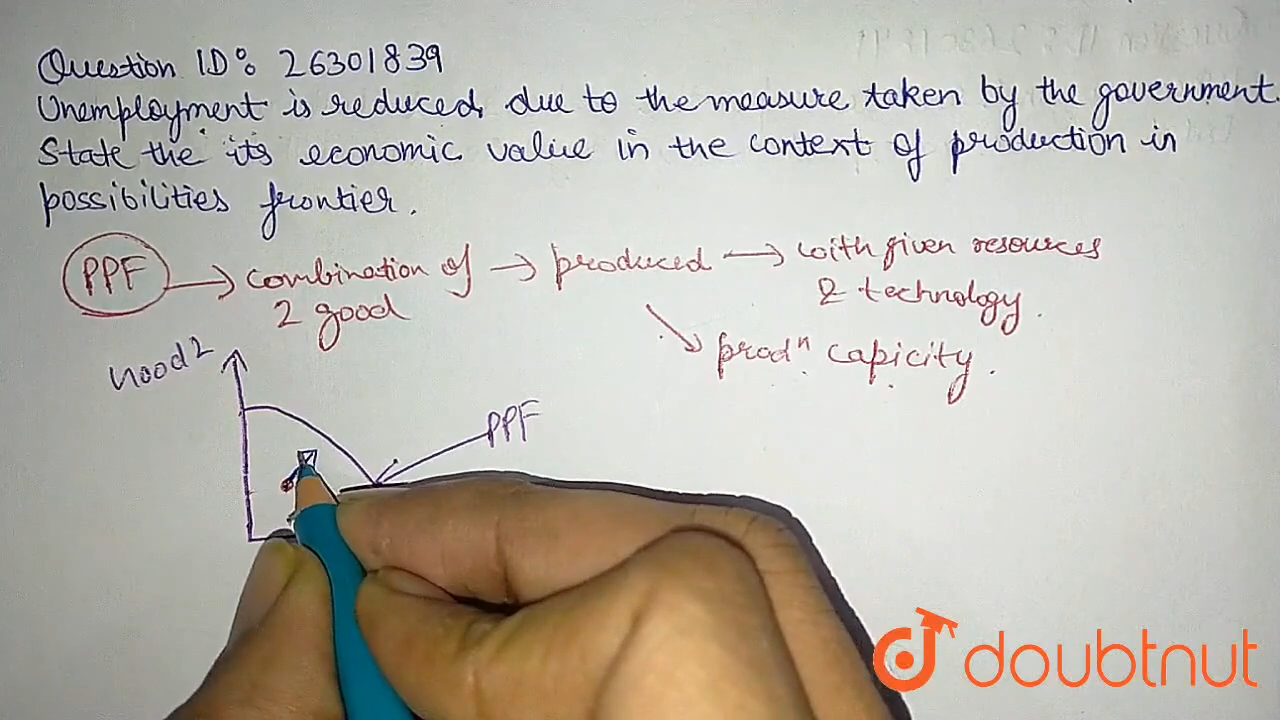 Question ID: 26301839
Unemployment is reduced, due to the measure taken by the government.
State the its economic value in the context of production in
possibilities frontier.
PPF → combination of 2 good → produced → with given resources & technology.
↘ prodⁿ capicity.
Good 2
PPF
doubtnut